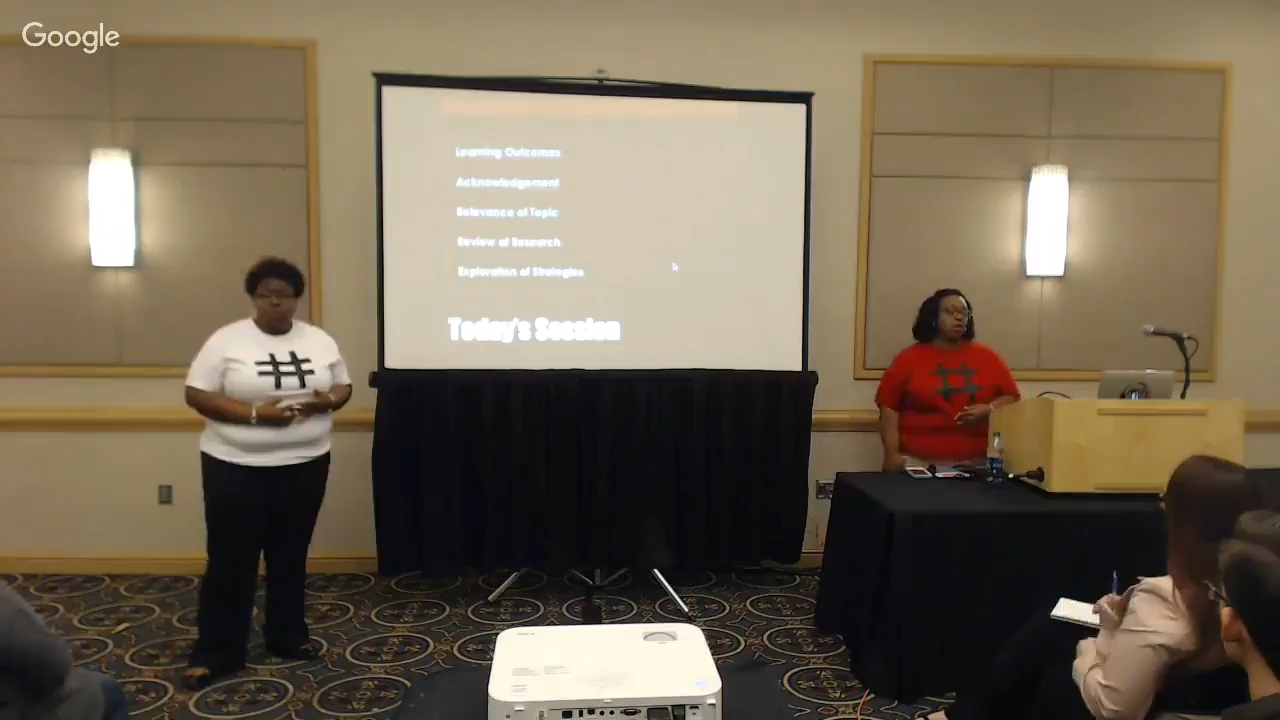 Google
Learning Outcomes
Acknowledgement
Relevance of Topic
Review of Research
Exploration of Strategies
Today's Session
#
#